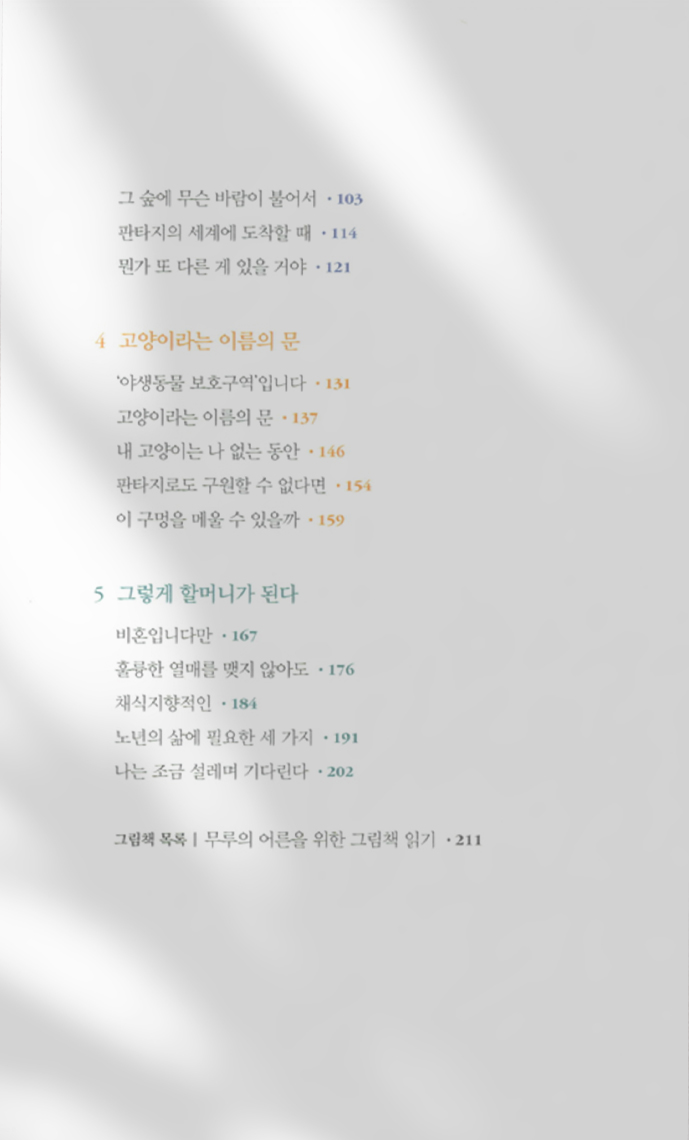 그 숲에 무슨 바람이 불어서 · 103
판타지의 세계에 도착할 때 · 114
뭔가 또 다른 게 있을 거야 · 121
4 고양이라는 이름의 문
‘야생동물 보호구역’입니다 · 131
고양이라는 이름의 문 · 137
내 고양이는 나 없는 동안 · 146
판타지로도 구원할 수 없다면 · 154
이 구멍을 메울 수 있을까 · 159
5 그렇게 할머니가 된다
비혼입니다만 · 167
훌륭한 열매를 맺지 않아도 · 176
채식지향적인 · 184
노년의 삶에 필요한 세 가지 · 191
나는 조금 설레며 기다린다 · 202
그림책 목록 | 무루의 어른을 위한 그림책 읽기 · 211